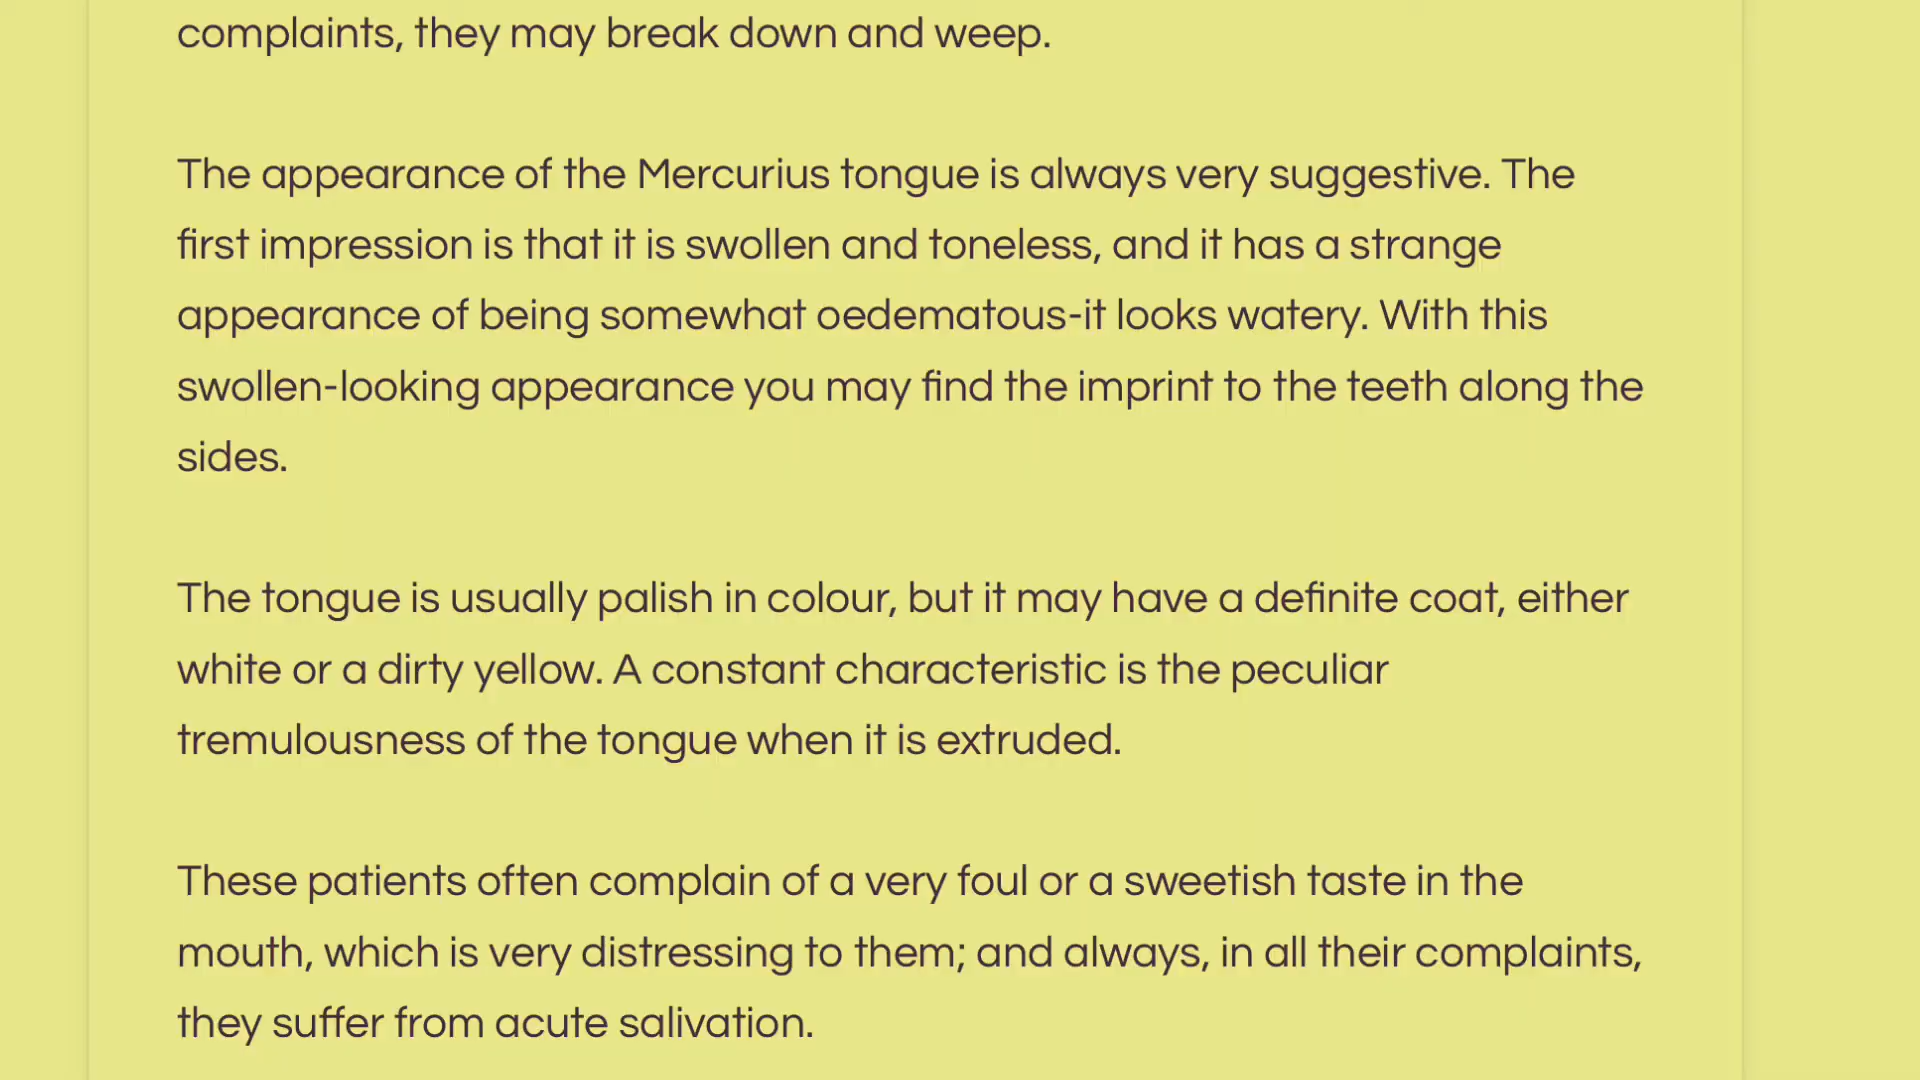 complaints, they may break down and weep.
The appearance of the Mercurius tongue is always very suggestive. The
first impression is that it is swollen and toneless, and it has a strange
appearance of being somewhat oedematous-it looks watery. With this
swollen-looking appearance you may find the imprint to the teeth along the
sides.
The tongue is usually palish in colour, but it may have a definite coat, either
white or a dirty yellow. A constant characteristic is the peculiar
tremulousness of the tongue when it is extruded.
These patients often complain of a very foul or a sweetish taste in the
mouth, which is very distressing to them; and always, in all their complaints,
they suffer from acute salivation.